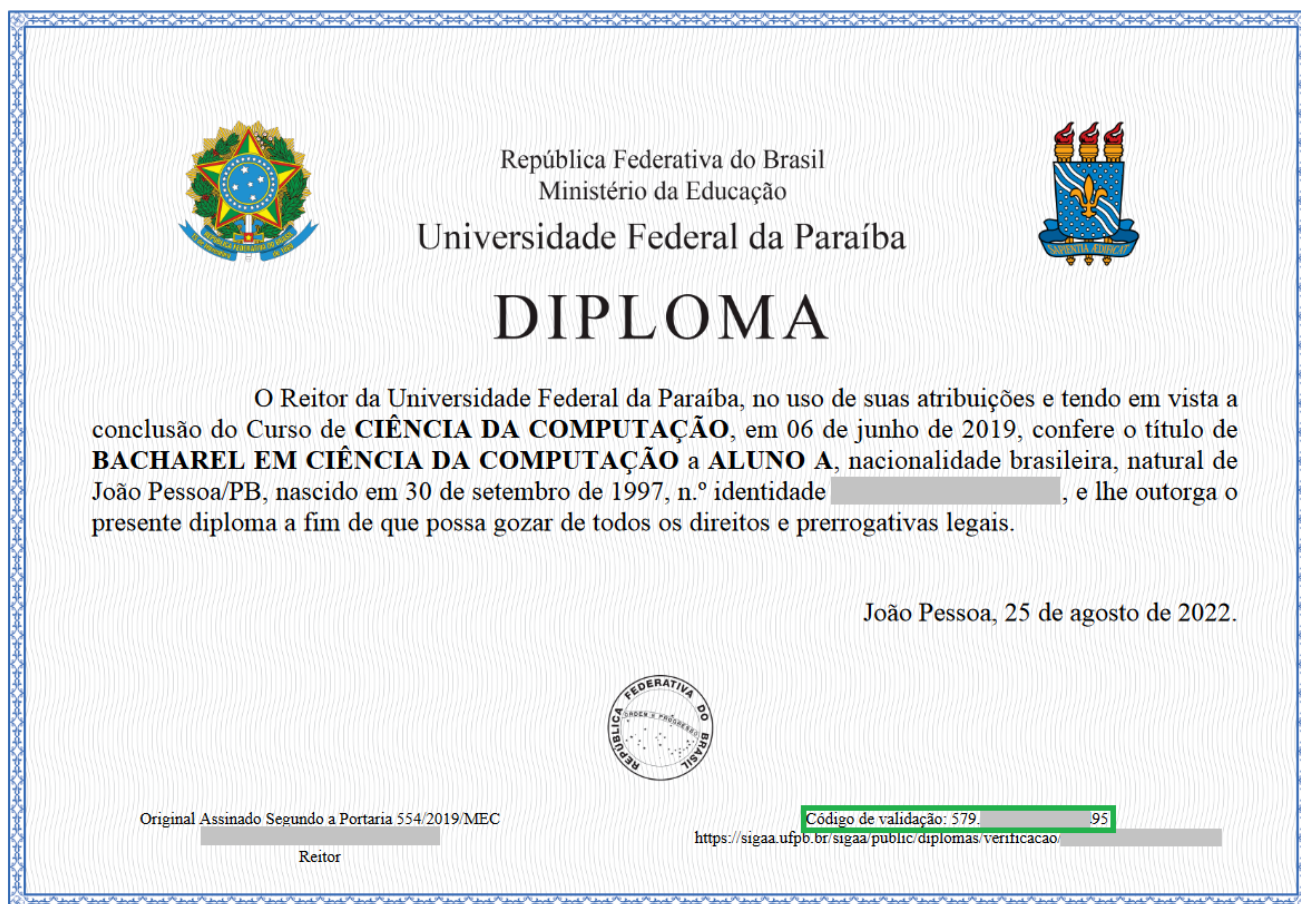 República Federativa do Brasil
Ministério da Educação
Universidade Federal da Paraíba
SAPIENTIA ÆDIFICAT
DIPLOMA
O Reitor da Universidade Federal da Paraíba, no uso de suas atribuições e tendo em vista a
conclusão do Curso de CIÊNCIA DA COMPUTAÇÃO, em 06 de junho de 2019, confere o título de
BACHAREL EM CIÊNCIA DA COMPUTAÇÃO a ALUNO A, nacionalidade brasileira, natural de
João Pessoa/PB, nascido em 30 de setembro de 1997, n.º identidade , e lhe outorga o
presente diploma a fim de que possa gozar de todos os direitos e prerrogativas legais.
João Pessoa, 25 de agosto de 2022.
REPÚBLICA FEDERATIVA DO BRASIL
ORDEM E PROGRESSO
Original Assinado Segundo a Portaria 554/2019/MEC
Reitor
Código de validação: 579. 95
https://sigaa.ufpb.br/sigaa/public/diplomas/verificacao/